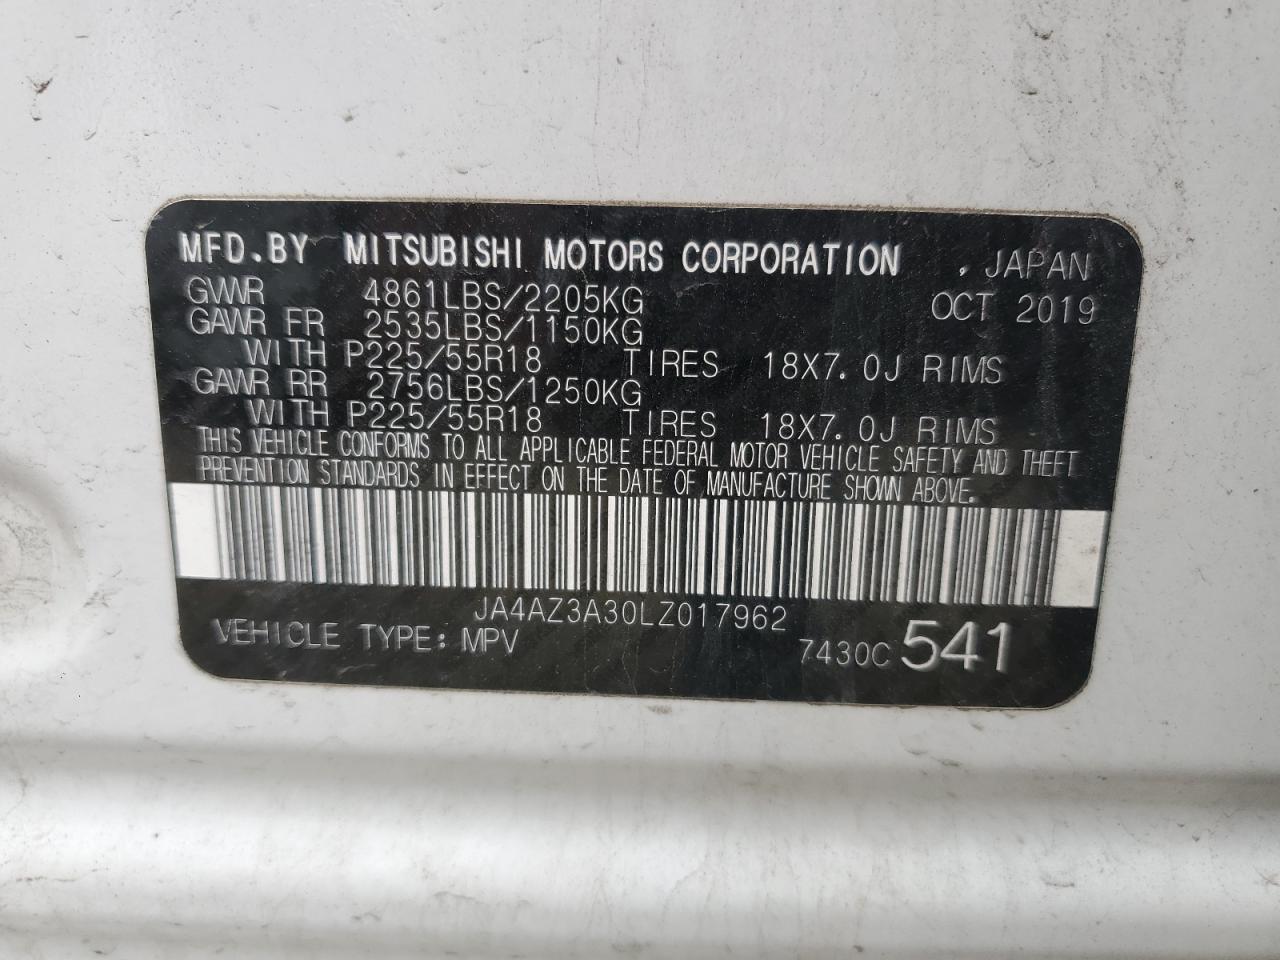 MFD.BY MITSUBISHI MOTORS CORPORATION , JAPAN
GVWR 4861LBS/2205KG OCT 2019
GAWR FR 2535LBS/1150KG
WITH P225/55R18 TIRES 18X7.0J RIMS
GAWR RR 2756LBS/1250KG
WITH P225/55R18 TIRES 18X7.0J RIMS
THIS VEHICLE CONFORMS TO ALL APPLICABLE FEDERAL MOTOR VEHICLE SAFETY AND THEFT
PREVENTION STANDARDS IN EFFECT ON THE DATE OF MANUFACTURE SHOWN ABOVE.
JA4AZ3A30LZ017962
VEHICLE TYPE: MPV 7430C 541